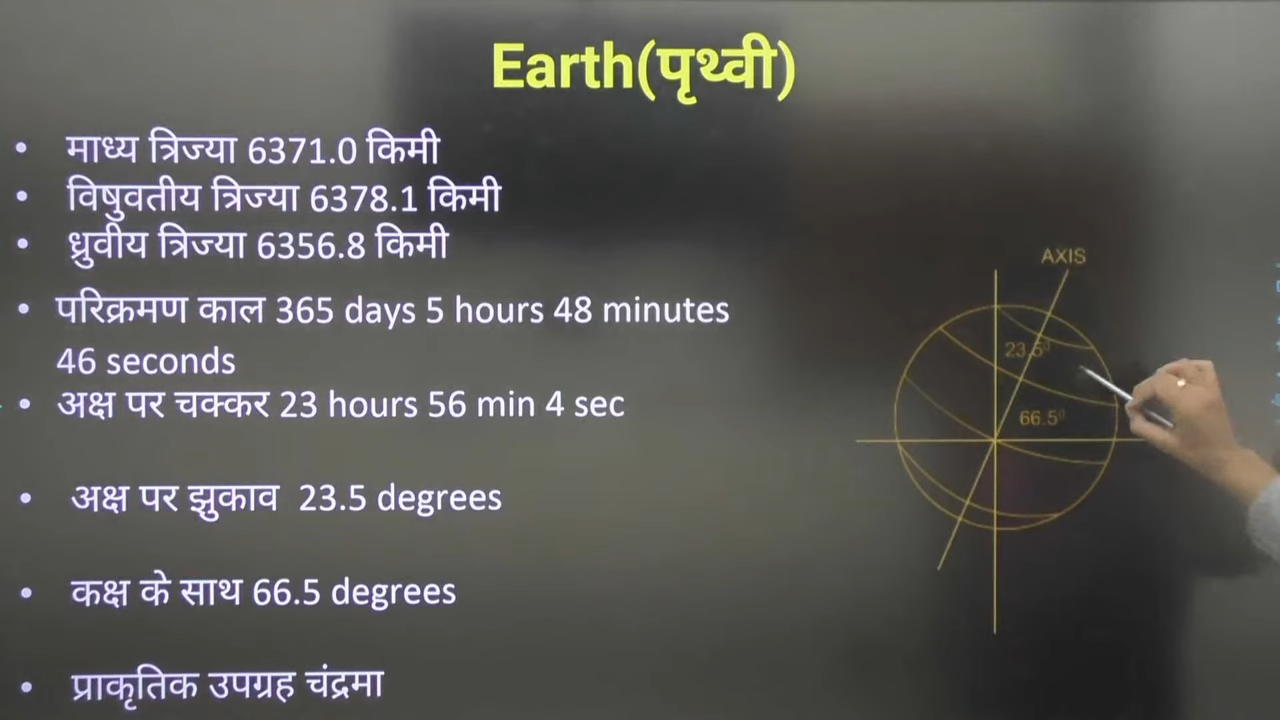 Earth(पृथ्वी)
• माध्य त्रिज्या 6371.0 किमी
• विषुवतीय त्रिज्या 6378.1 किमी
• ध्रुवीय त्रिज्या 6356.8 किमी
• परिक्रमण काल 365 days 5 hours 48 minutes
46 seconds
• अक्ष पर चक्कर 23 hours 56 min 4 sec
• अक्ष पर झुकाव 23.5 degrees
• कक्ष के साथ 66.5 degrees
• प्राकृतिक उपग्रह चंद्रमा
AXIS
23.5⁰
66.5⁰